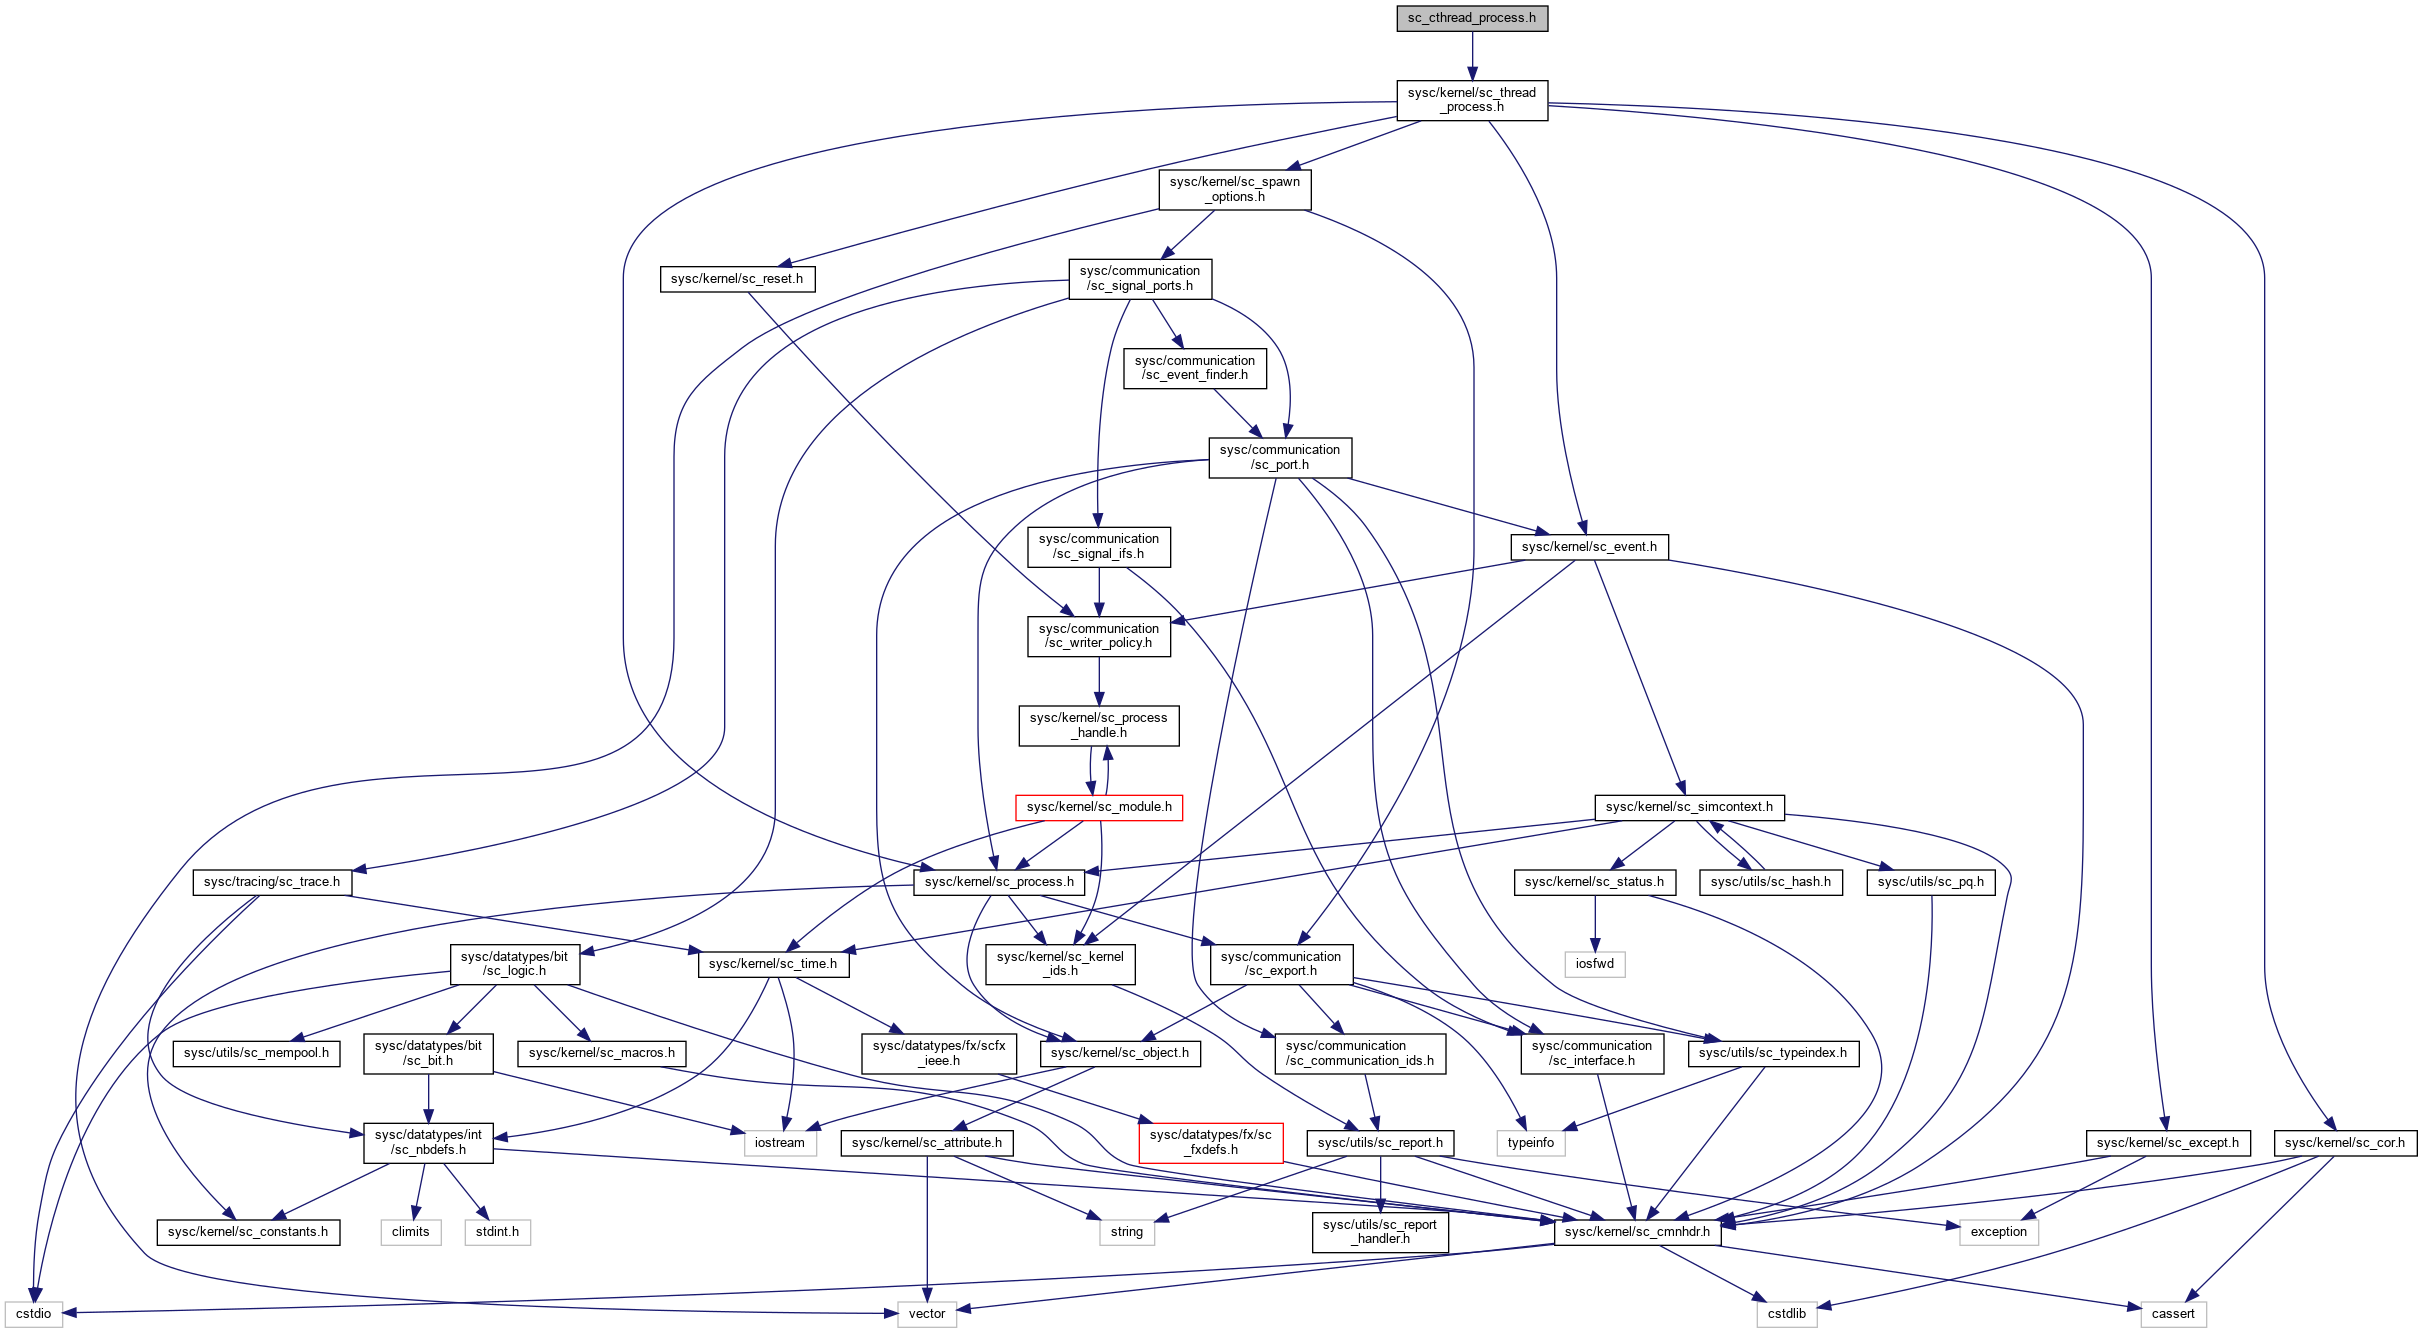 sc_cthread_process.h
sysc/kernel/sc_thread
_process.h
sysc/kernel/sc_spawn
_options.h
sysc/kernel/sc_reset.h
sysc/communication
/sc_signal_ports.h
sysc/communication
/sc_event_finder.h
sysc/communication
/sc_port.h
sysc/communication
/sc_signal_ifs.h
sysc/kernel/sc_event.h
sysc/communication
/sc_writer_policy.h
sysc/kernel/sc_process
_handle.h
sysc/kernel/sc_module.h
sysc/kernel/sc_simcontext.h
sysc/tracing/sc_trace.h
sysc/kernel/sc_process.h
sysc/kernel/sc_status.h
sysc/utils/sc_hash.h
sysc/utils/sc_pq.h
sysc/datatypes/bit
/sc_logic.h
sysc/kernel/sc_time.h
sysc/kernel/sc_kernel
_ids.h
sysc/communication
/sc_export.h
iosfwd
sysc/utils/sc_mempool.h
sysc/datatypes/bit
/sc_bit.h
sysc/kernel/sc_macros.h
sysc/datatypes/fx/scfx
_ieee.h
sysc/kernel/sc_object.h
sysc/communication
/sc_communication_ids.h
sysc/communication
/sc_interface.h
sysc/utils/sc_typeindex.h
sysc/datatypes/int
/sc_nbdefs.h
iostream
sysc/kernel/sc_attribute.h
sysc/datatypes/fx/sc
_fxdefs.h
sysc/utils/sc_report.h
typeinfo
sysc/kernel/sc_except.h
sysc/kernel/sc_cor.h
sysc/kernel/sc_constants.h
climits
stdint.h
string
sysc/utils/sc_report
_handler.h
sysc/kernel/sc_cmnhdr.h
exception
cstdio
vector
cstdlib
cassert